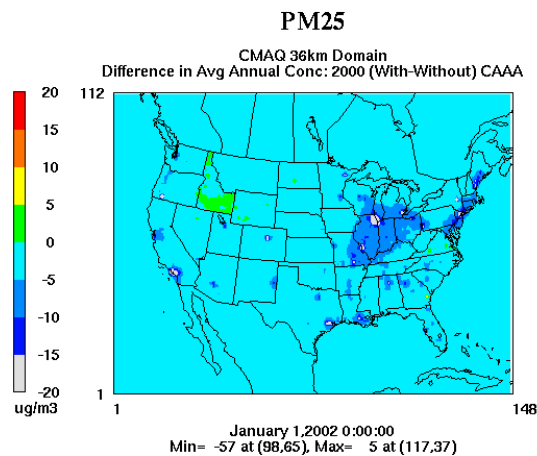 PM25
CMAQ 36km Domain
Difference in Avg Annual Conc: 2000 (With-Without) CAAA
20
15
10
5
0
-5
-10
-15
-20
ug/m3
112
1
1
148
January 1,2002 0:00:00
Min= -57 at (98,65), Max= 5 at (117,37)